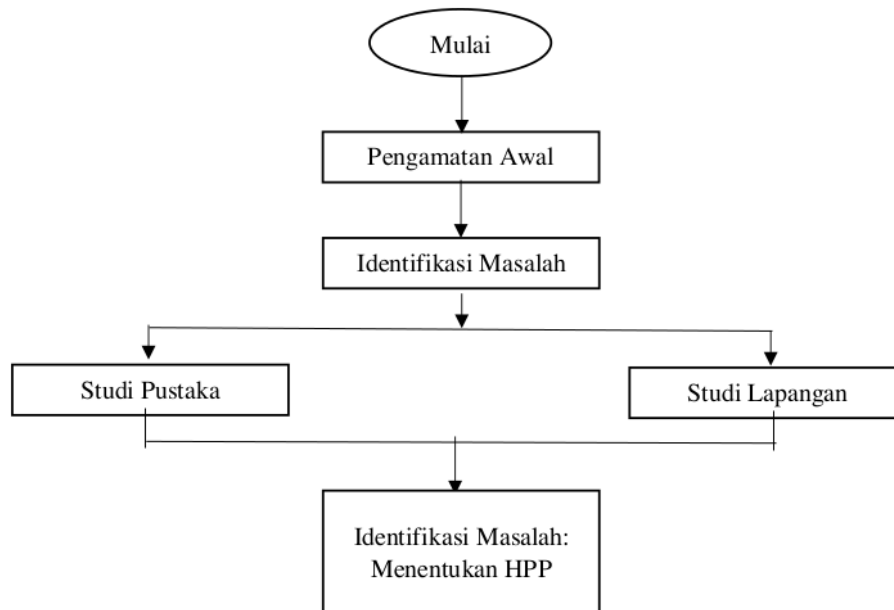 Mulai
Pengamatan Awal
Identifikasi Masalah
Studi Pustaka
Studi Lapangan
Identifikasi Masalah:
Menentukan HPP